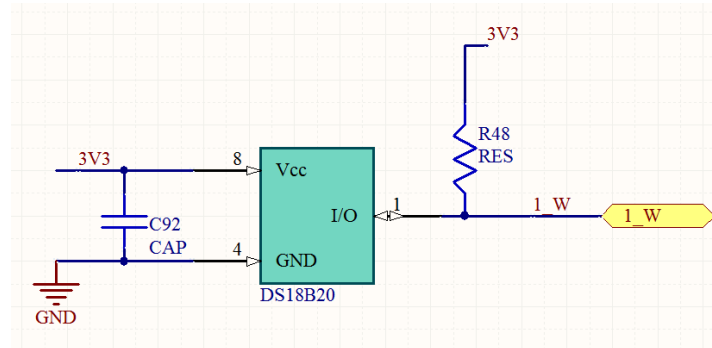 3V3
R48
RES
3V3
8
Vcc
1
I/O
1_W
1_W
C92
CAP
4
GND
DS18B20
GND